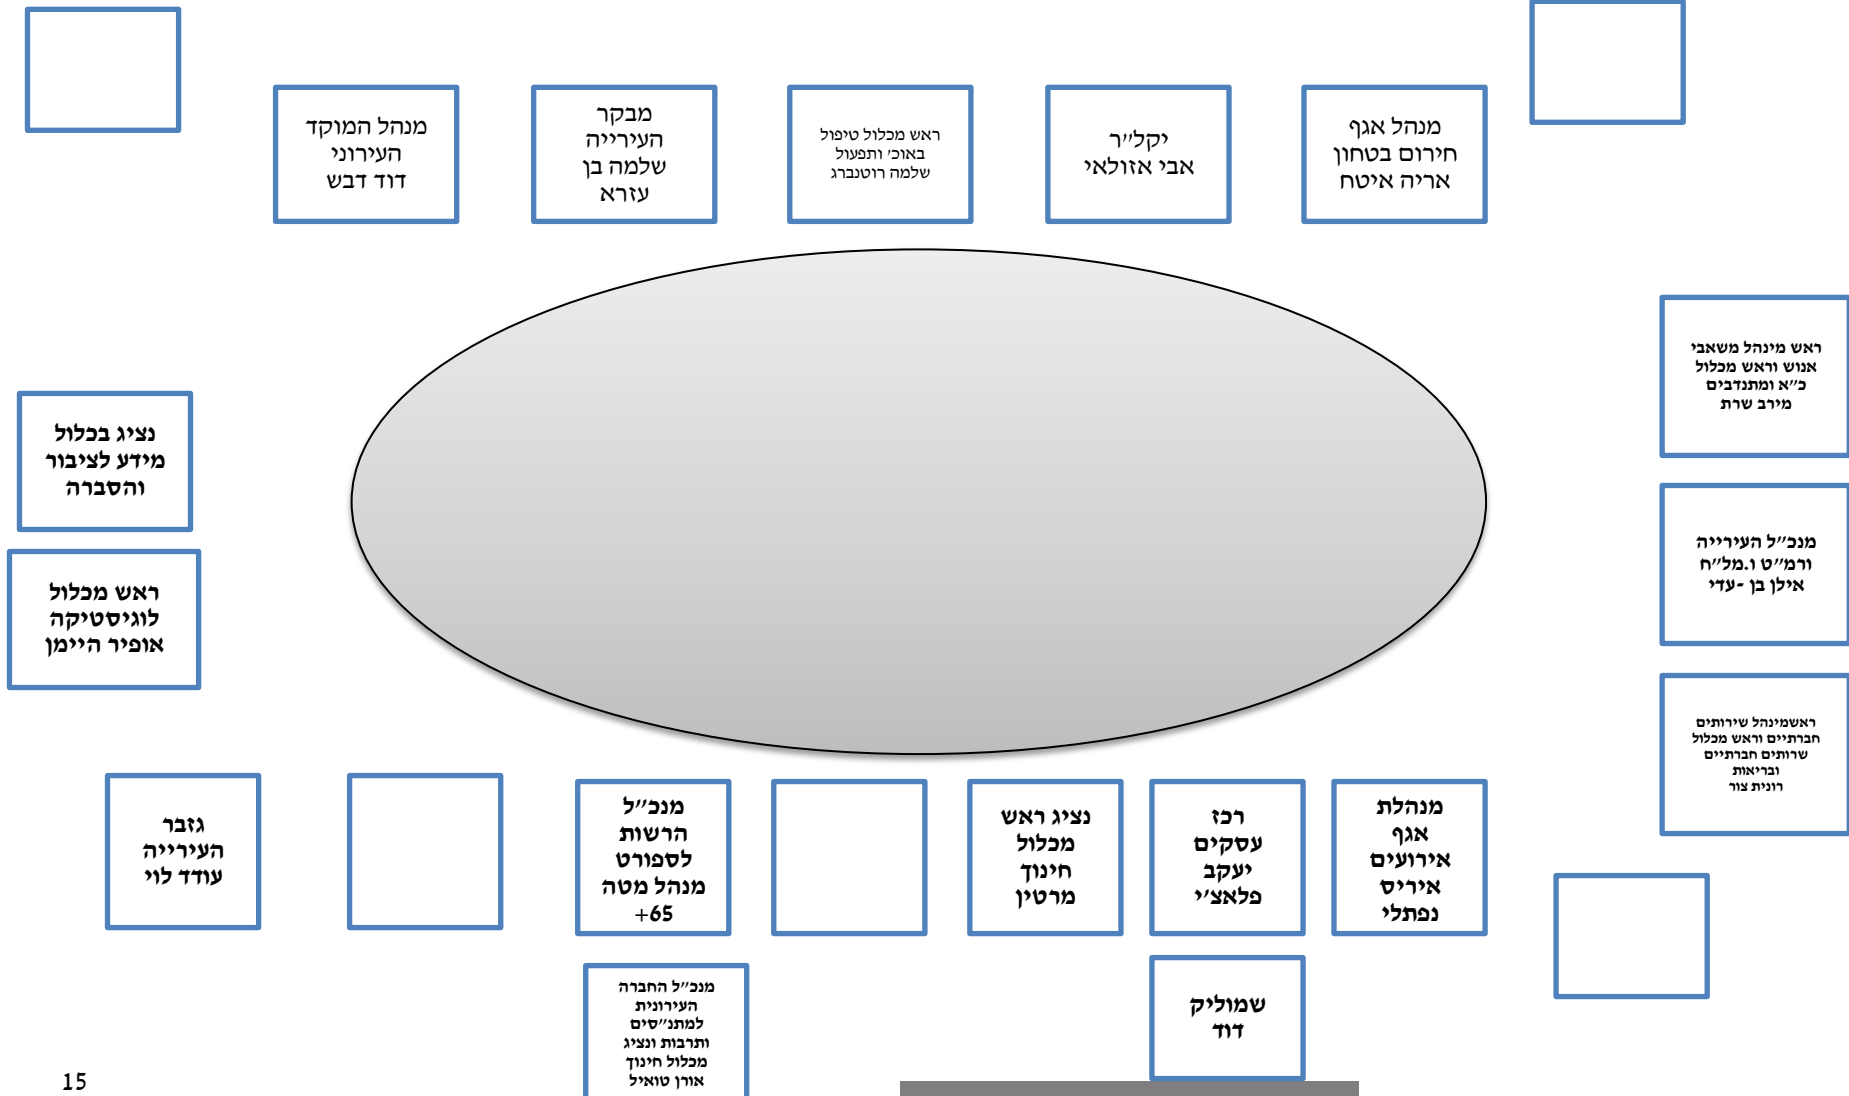 מנהל אגף
חירום בטחון
אריה איטח
יקל״ר
אבי אזולאי
ראש מכלול טיפול
באוכ׳ ותפעול
שלמה רוטנברג
מבקר
העירייה
שלמה בן
עזרא
מנהל המוקד
העירוני
דוד דבש
ראש מינהל משאבי
אנוש וראש מכלול
כ״א ומתנדבים
מירב שרת
מנכ״ל העירייה
ורמ״ט ו.מל״ח
אילן בן -עדי
ראשמינהל שירותים
חברתיים וראש מכלול
שרותים חברתיים
ובריאות
רונית צור
נציג בכלול
מידע לציבור
והסברה
ראש מכלול
לוגיסטיקה
אופיר היימן
מנהלת
אגף
אירועים
איריס
נפתלי
רכז
עסקים
יעקב
פלאצ׳י
נציג ראש
מכלול
חינוך
מרטין
מנכ״ל
הרשות
לספורט
מנהל מטה
65+
גזבר
העירייה
עודד לוי
שמוליק
דוד
מנכ״ל החברה
העירונית
למתנ״סים
ותרבות ונציג
מכלול חינוך
אורן טואיל
15